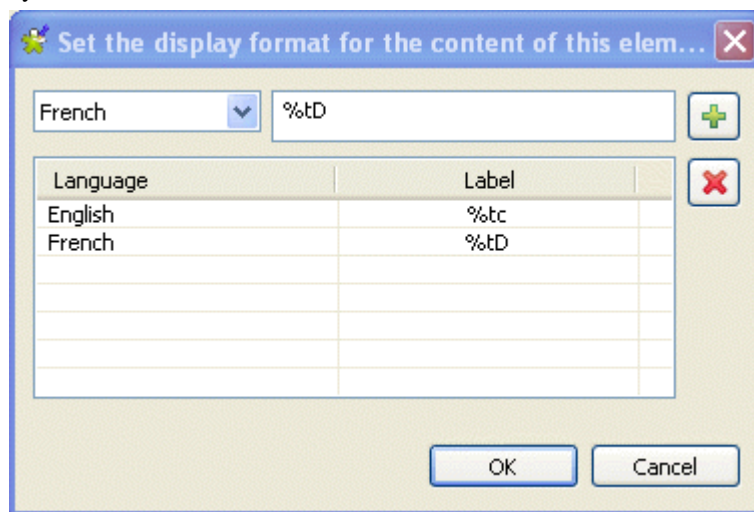 Set the display format for the content of this elem...
French %tD
Language Label
English %tc
French %tD
OK Cancel